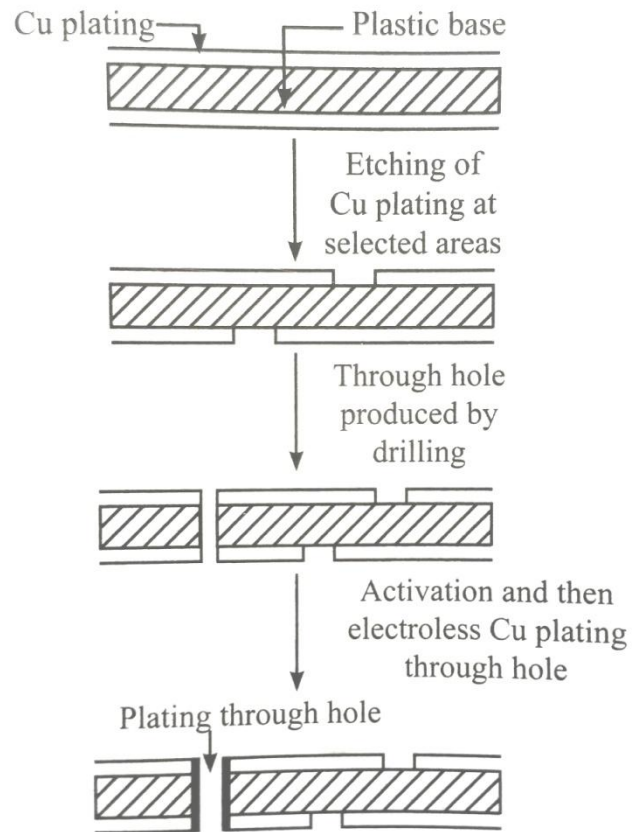 Cu plating
Plastic base
Etching of
Cu plating at
selected areas
Through hole
produced by
drilling
Activation and then
electroless Cu plating
through hole
Plating through hole